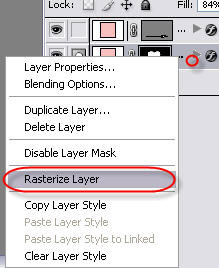 Lock:
Fill: 84%
Layer Properties...
Blending Options...
Duplicate Layer...
Delete Layer
Disable Layer Mask
Rasterize Layer
Copy Layer Style
Paste Layer Style
Paste Layer Style to Linked
Clear Layer Style